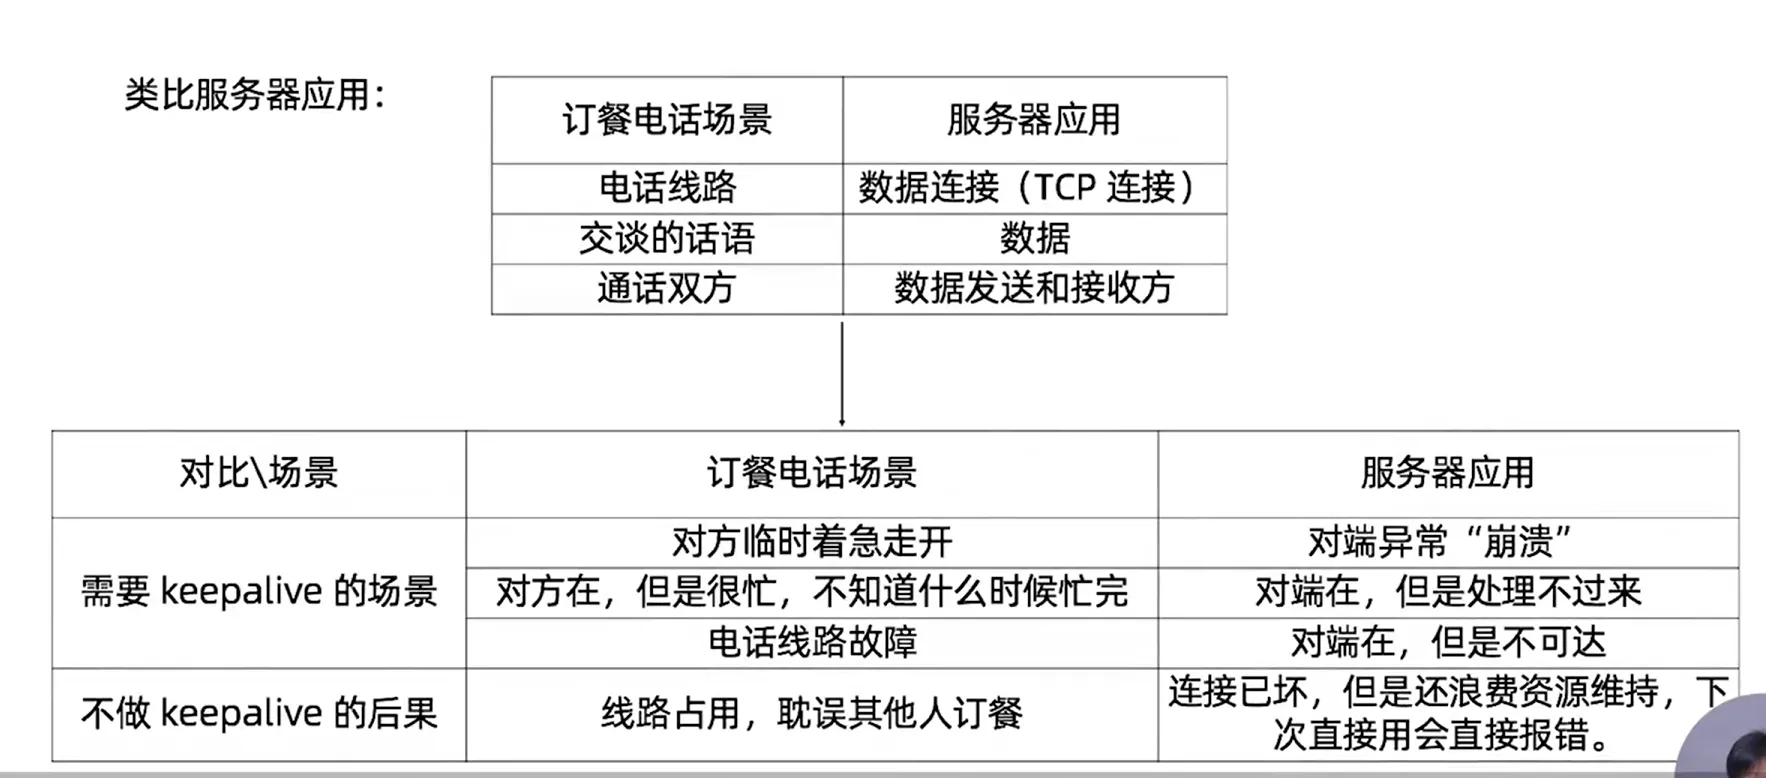 类比服务器应用：
订餐电话场景 服务器应用
电话线路 数据连接（TCP 连接）
交谈的话语 数据
通话双方 数据发送和接收方
对比\场景 订餐电话场景 服务器应用
需要 keepalive 的场景
对方临时着急走开 对端异常“崩溃”
对方在，但是很忙，不知道什么时候忙完 对端在，但是处理不过来
电话线路故障 对端在，但是不可达
不做 keepalive 的后果 线路占用，耽误其他人订餐
连接已坏，但是还浪费资源维持，下
次直接用会直接报错。